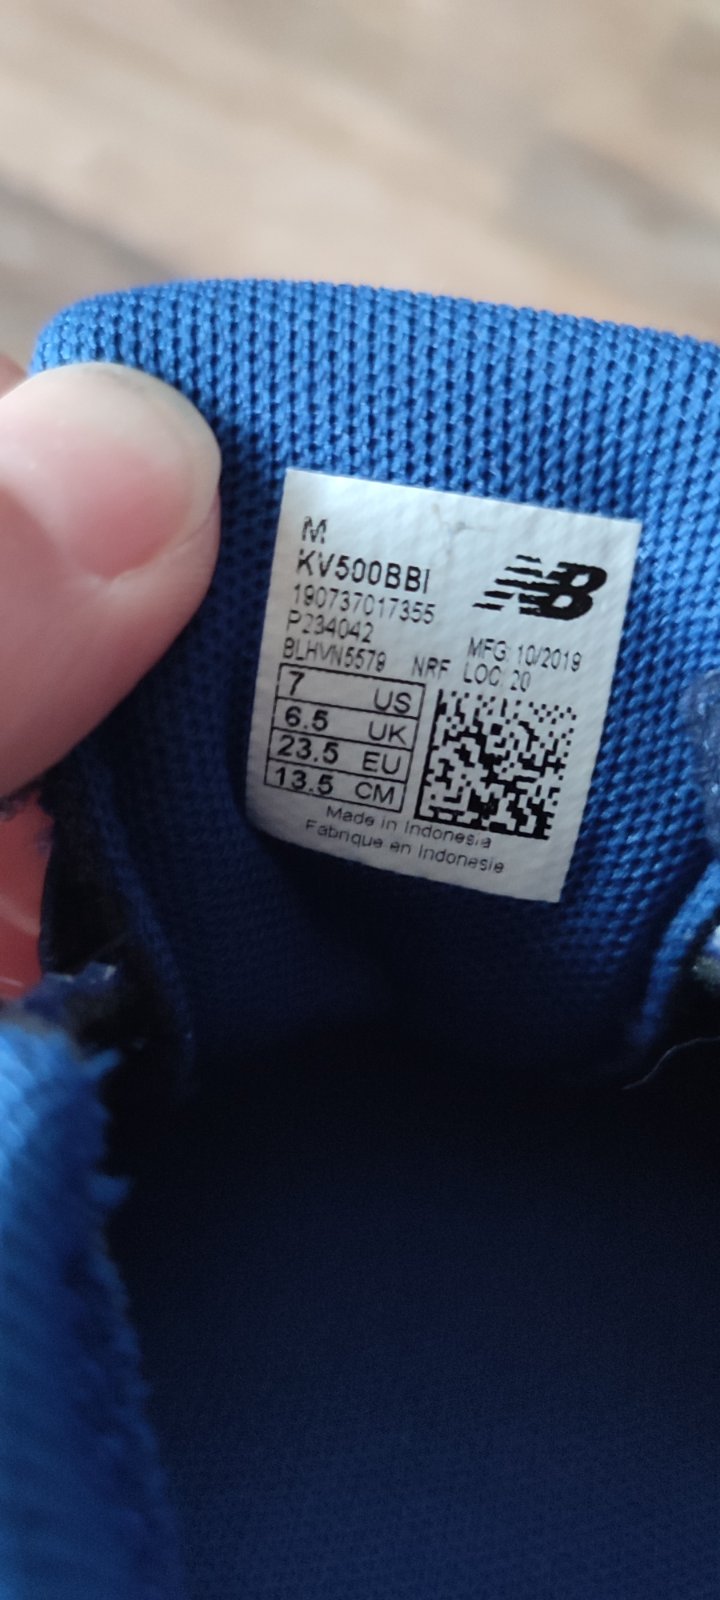 M
KV500BBI
190737017355
P234042
BLHVN5579 NRF
NB
MFG: 10/2019
LOC: 20
7 US
6.5 UK
23.5 EU
13.5 CM
Made in Indonesia
Fabrique en Indonesie